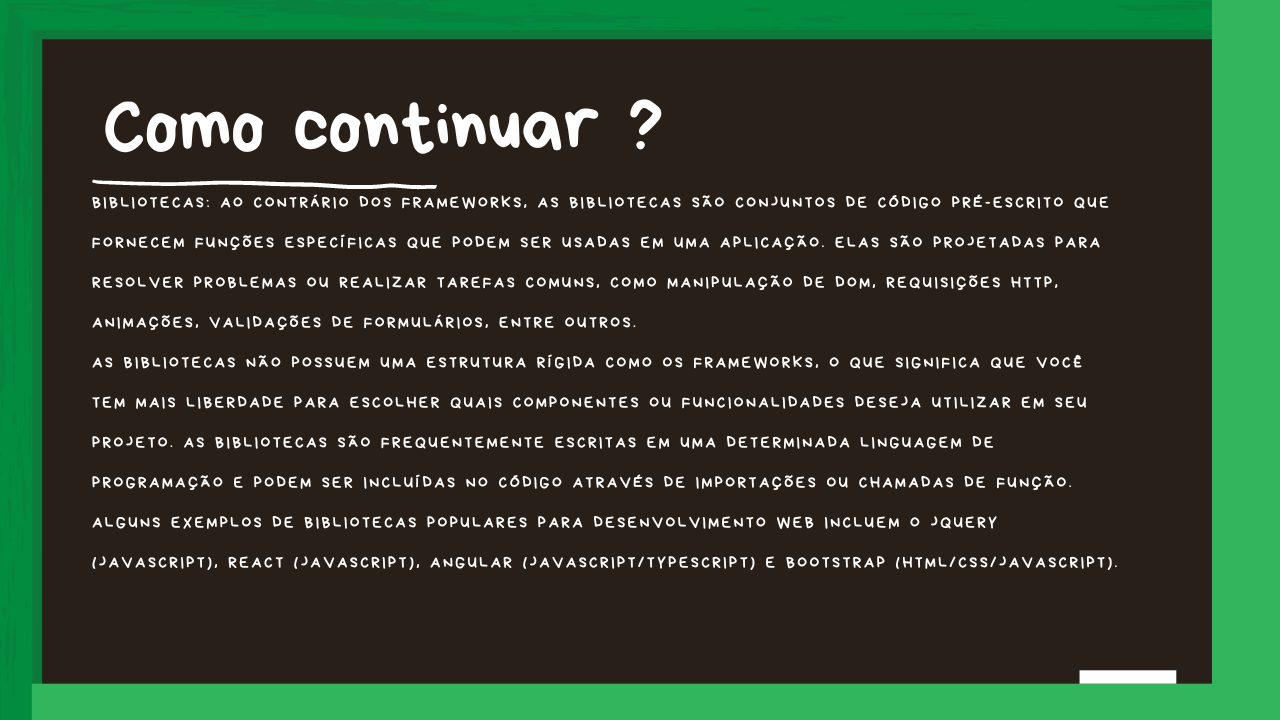 Como continuar ?
BIBLIOTECAS: AO CONTRÁRIO DOS FRAMEWORKS, AS BIBLIOTECAS SÃO CONJUNTOS DE CÓDIGO PRÉ-ESCRITO QUE
FORNECEM FUNÇÕES ESPECÍFICAS QUE PODEM SER USADAS EM UMA APLICAÇÃO. ELAS SÃO PROJETADAS PARA
RESOLVER PROBLEMAS OU REALIZAR TAREFAS COMUNS, COMO MANIPULAÇÃO DE DOM, REQUISIÇÕES HTTP,
ANIMAÇÕES, VALIDAÇÕES DE FORMULÁRIOS, ENTRE OUTROS.
AS BIBLIOTECAS NÃO POSSUEM UMA ESTRUTURA RÍGIDA COMO OS FRAMEWORKS, O QUE SIGNIFICA QUE VOCÊ
TEM MAIS LIBERDADE PARA ESCOLHER QUAIS COMPONENTES OU FUNCIONALIDADES DESEJA UTILIZAR EM SEU
PROJETO. AS BIBLIOTECAS SÃO FREQUENTEMENTE ESCRITAS EM UMA DETERMINADA LINGUAGEM DE
PROGRAMAÇÃO E PODEM SER INCLUÍDAS NO CÓDIGO ATRAVÉS DE IMPORTAÇÕES OU CHAMADAS DE FUNÇÃO.
ALGUNS EXEMPLOS DE BIBLIOTECAS POPULARES PARA DESENVOLVIMENTO WEB INCLUEM O JQUERY
(JAVASCRIPT), REACT (JAVASCRIPT), ANGULAR (JAVASCRIPT/TYPESCRIPT) E BOOTSTRAP (HTML/CSS/JAVASCRIPT).